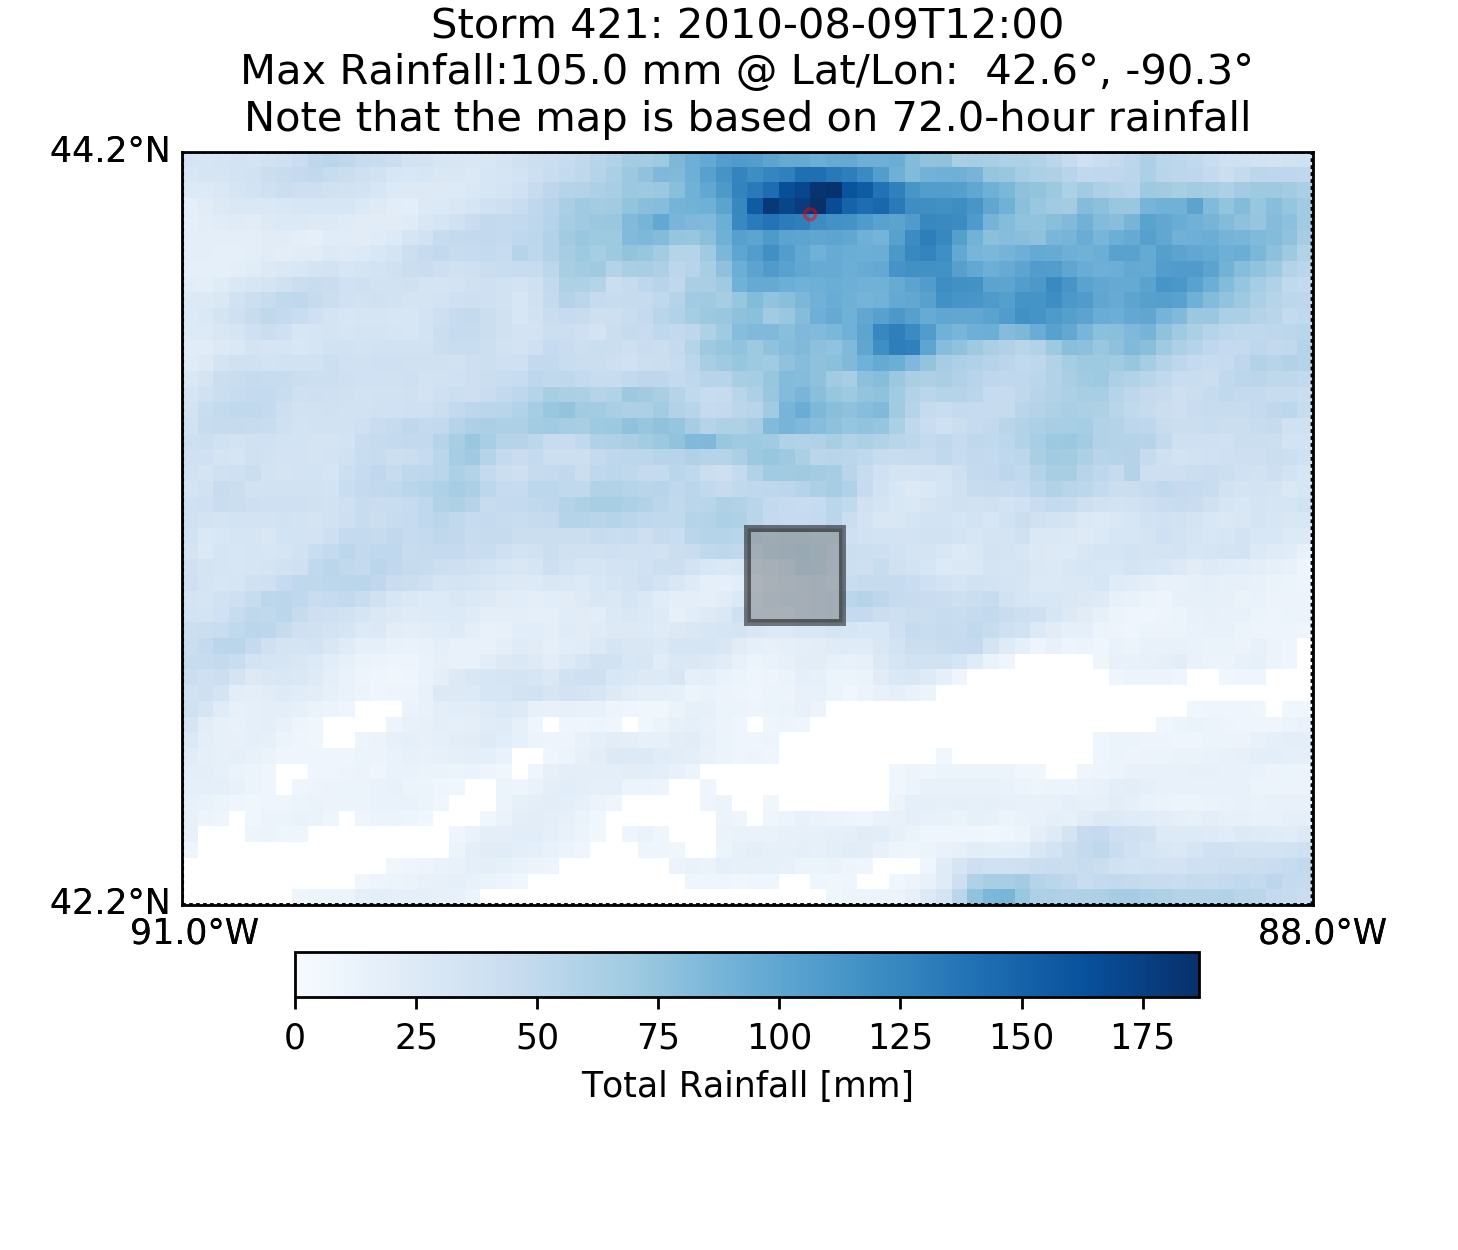 Storm 421: 2010-08-09T12:00
Max Rainfall:105.0 mm @ Lat/Lon:  42.6°, -90.3°
Note that the map is based on 72.0-hour rainfall
44.2°N
42.2°N
91.0°W
88.0°W
0 25 50 75 100 125 150 175
Total Rainfall [mm]